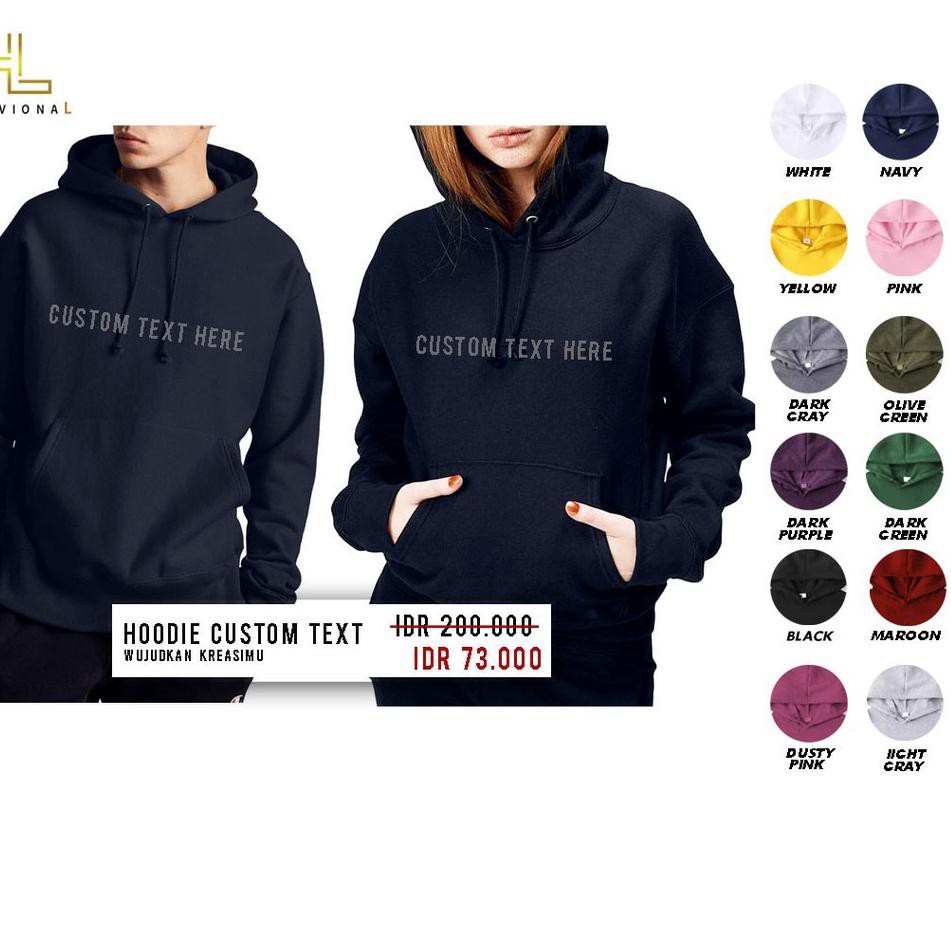 VIONAL
CUSTOM TEXT HERE
CUSTOM TEXT HERE
HOODIE CUSTOM TEXT
WUJUDKAN KREASIMU
IDR 200.000
IDR 73.000
WHITE
NAVY
YELLOW
PINK
DARK
GRAY
OLIVE
GREEN
DARK
PURPLE
DARK
GREEN
BLACK
MAROON
DUSTY
PINK
lIGHT
GRAY